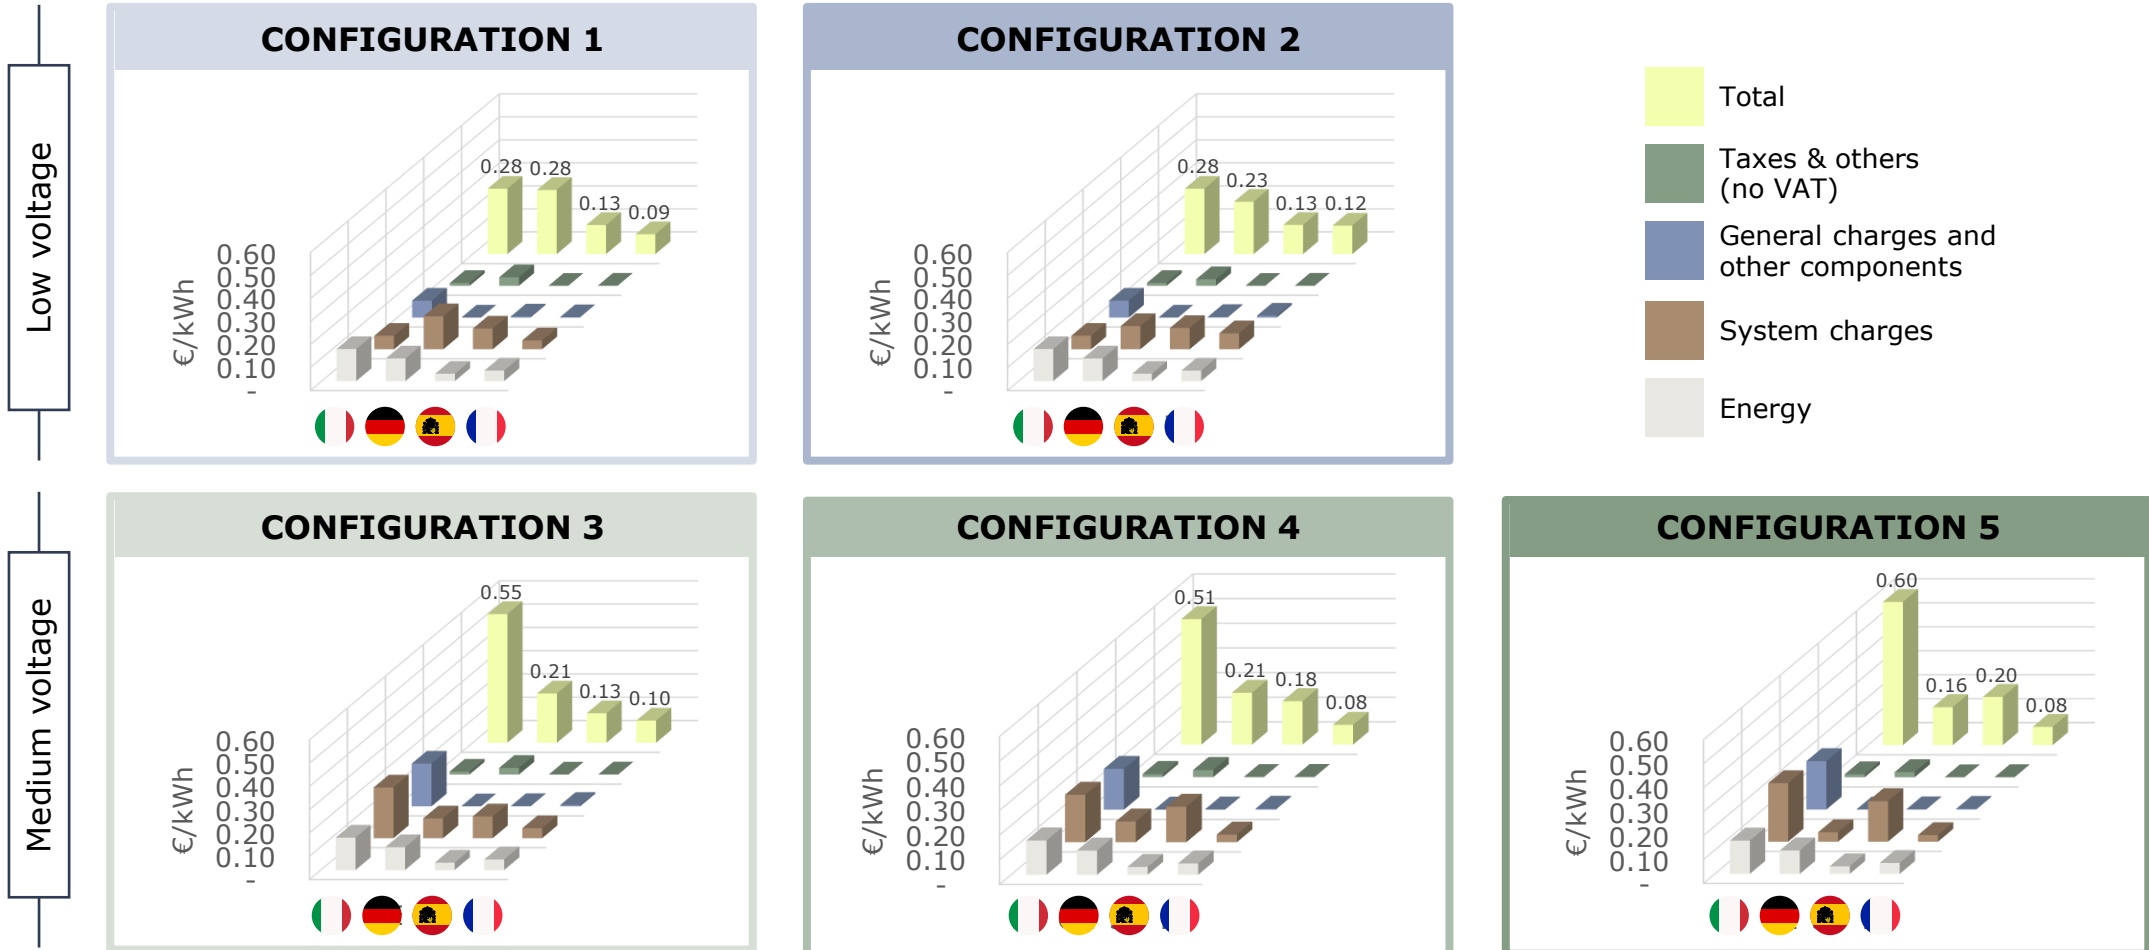 CONFIGURATION 1
CONFIGURATION 2
Low voltage
€/kWh
0.60
0.50
0.40
0.30
0.20
0.10
-
0.28
0.28
0.13
0.09
€/kWh
0.60
0.50
0.40
0.30
0.20
0.10
-
0.28
0.23
0.13
0.12
Total
Taxes & others
(no VAT)
General charges and
other components
System charges
Energy
CONFIGURATION 3
CONFIGURATION 4
CONFIGURATION 5
Medium voltage
€/kWh
0.60
0.50
0.40
0.30
0.20
0.10
-
0.55
0.21
0.13
0.10
€/kWh
0.60
0.50
0.40
0.30
0.20
0.10
-
0.51
0.21
0.18
0.08
€/kWh
0.60
0.50
0.40
0.30
0.20
0.10
-
0.60
0.16
0.20
0.08